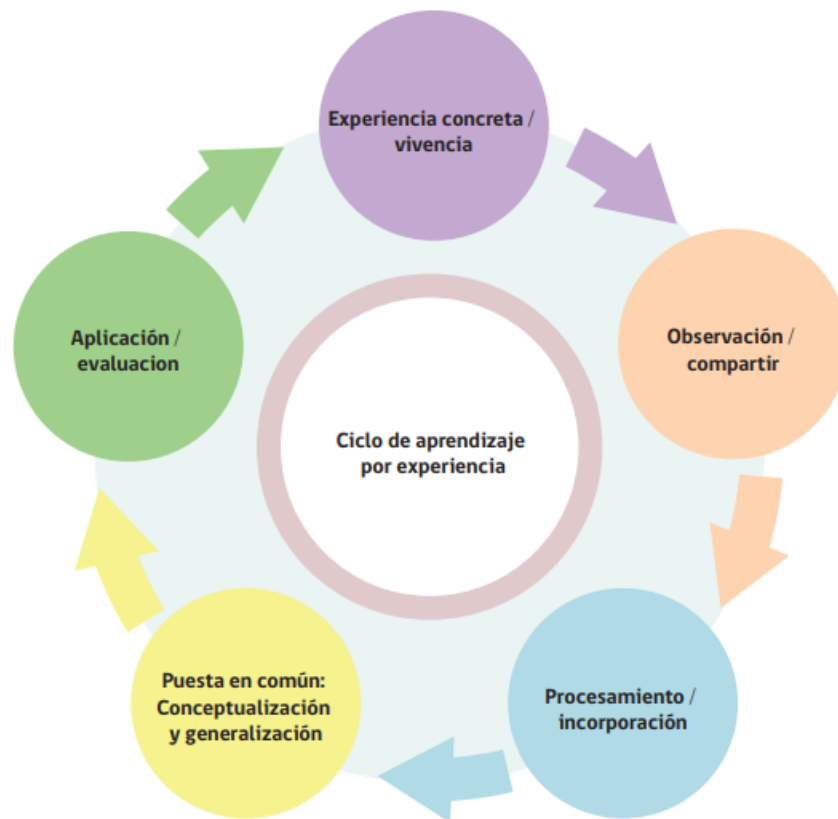 Experiencia concreta /
vivencia
Observación /
compartir
Procesamiento /
incorporación
Puesta en común:
Conceptualización
y generalización
Aplicación /
evaluacion
Ciclo de aprendizaje
por experiencia